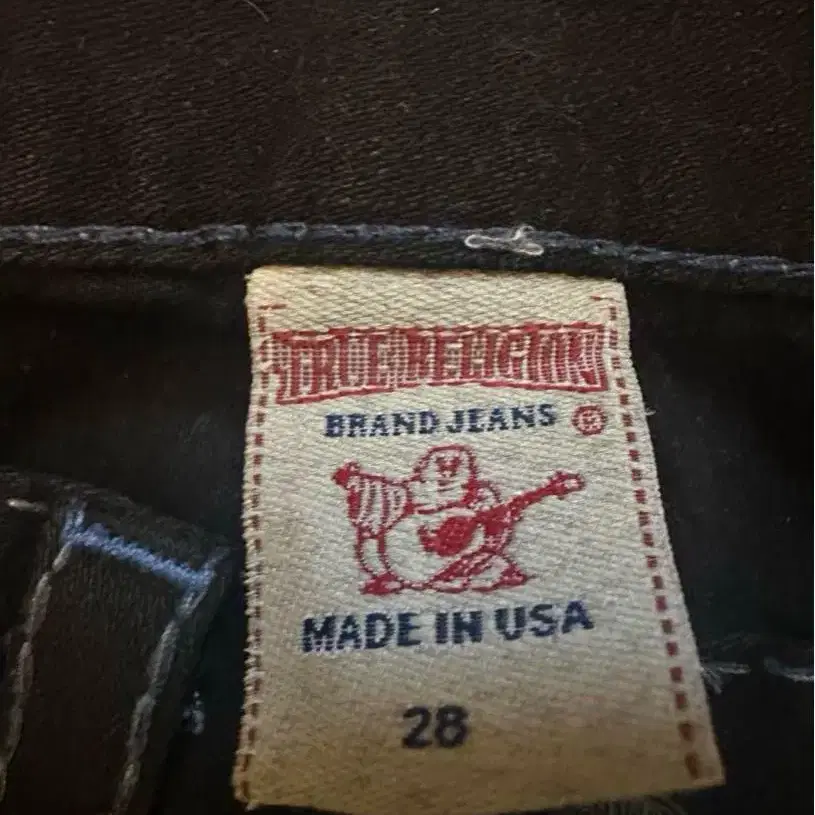 TRUE RELIGION
BRAND JEANS ®
MADE IN USA
28